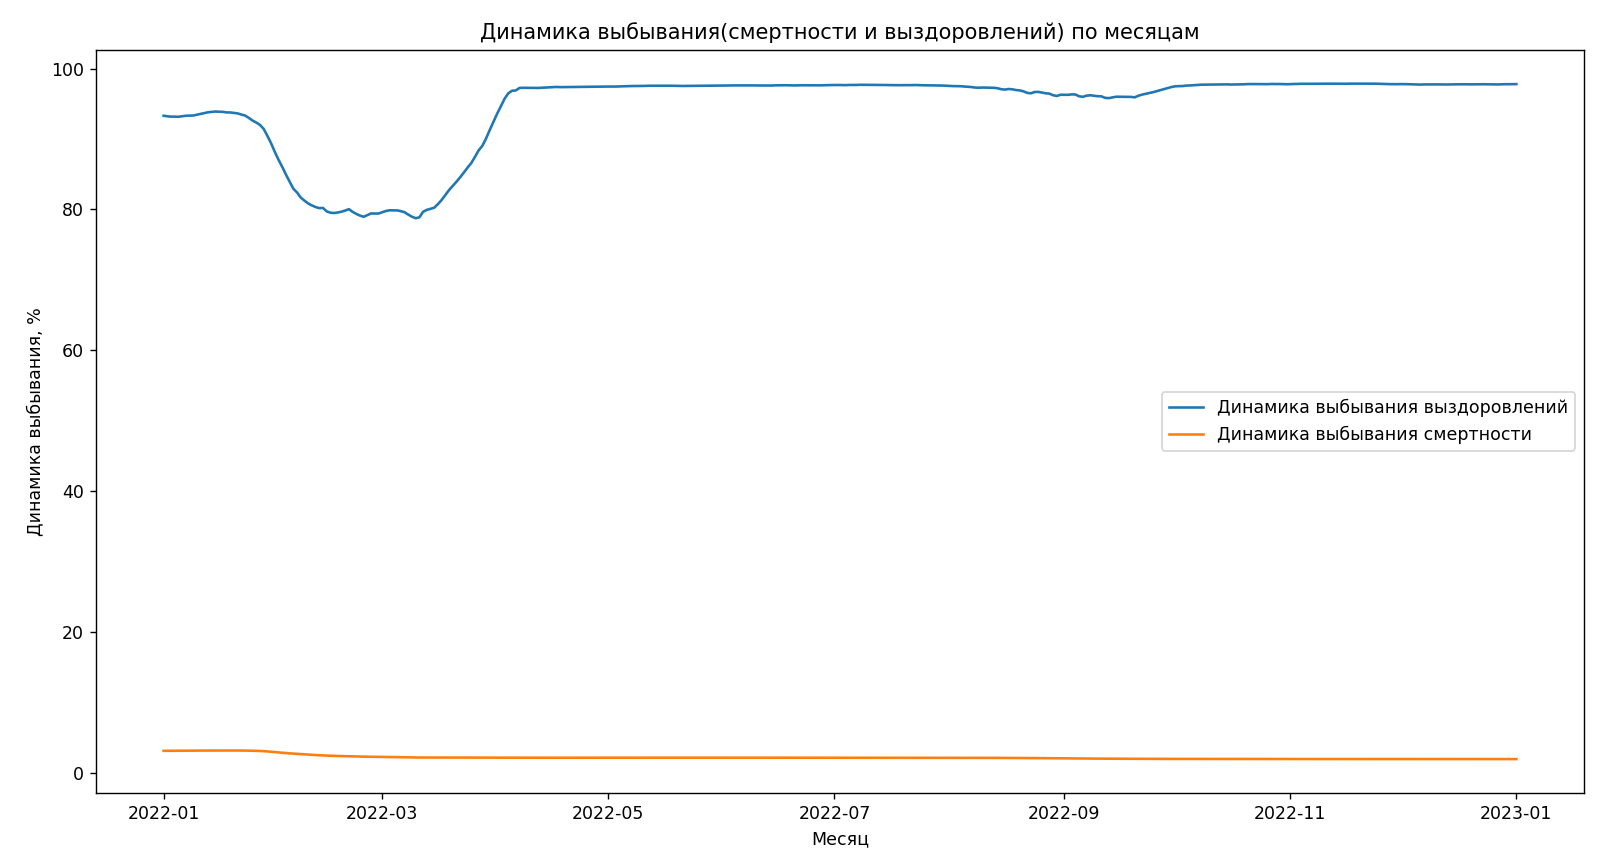 Динамика выбывания(смертности и выздоровлений) по месяцам
Динамика выбывания, %
100
80
60
40
20
0
Динамика выбывания выздоровлений
Динамика выбывания смертности
2022-01
2022-03
2022-05
2022-07
2022-09
2022-11
2023-01
Месяц